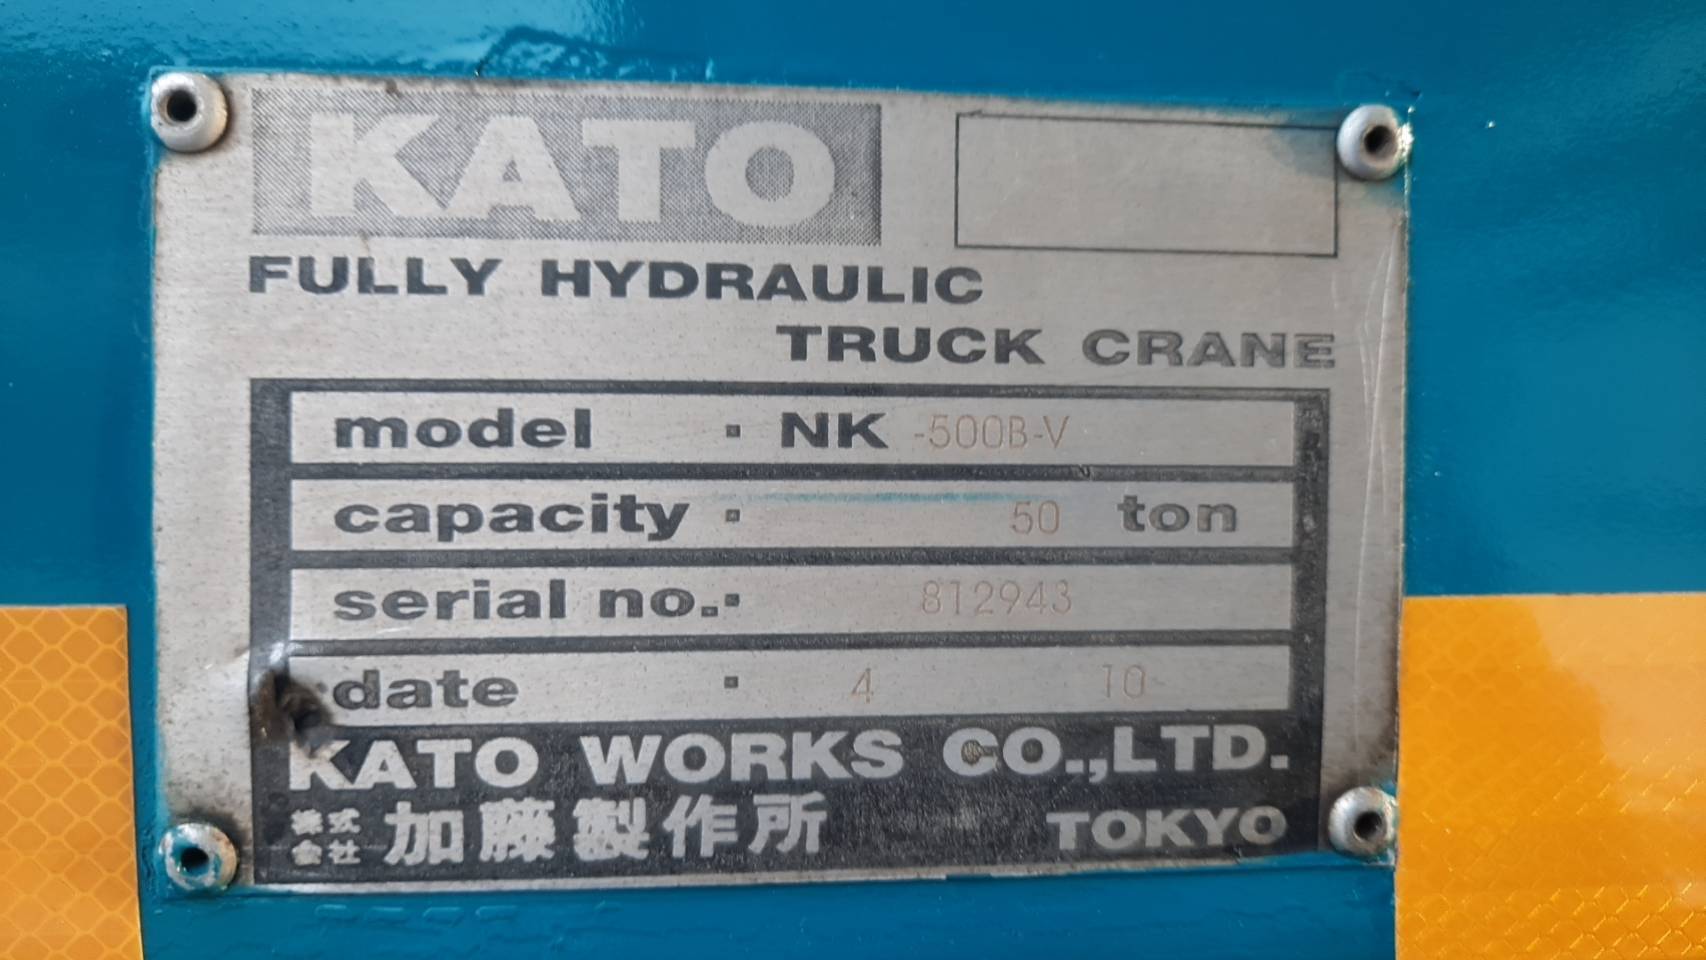 KATO
FULLY HYDRAULIC
TRUCK CRANE
model · NK -500B-V
capacity · 50 ton
serial no.· 812943
date · 4 10
KATO WORKS CO.,LTD.
株式会社 加藤製作所 TOKYO